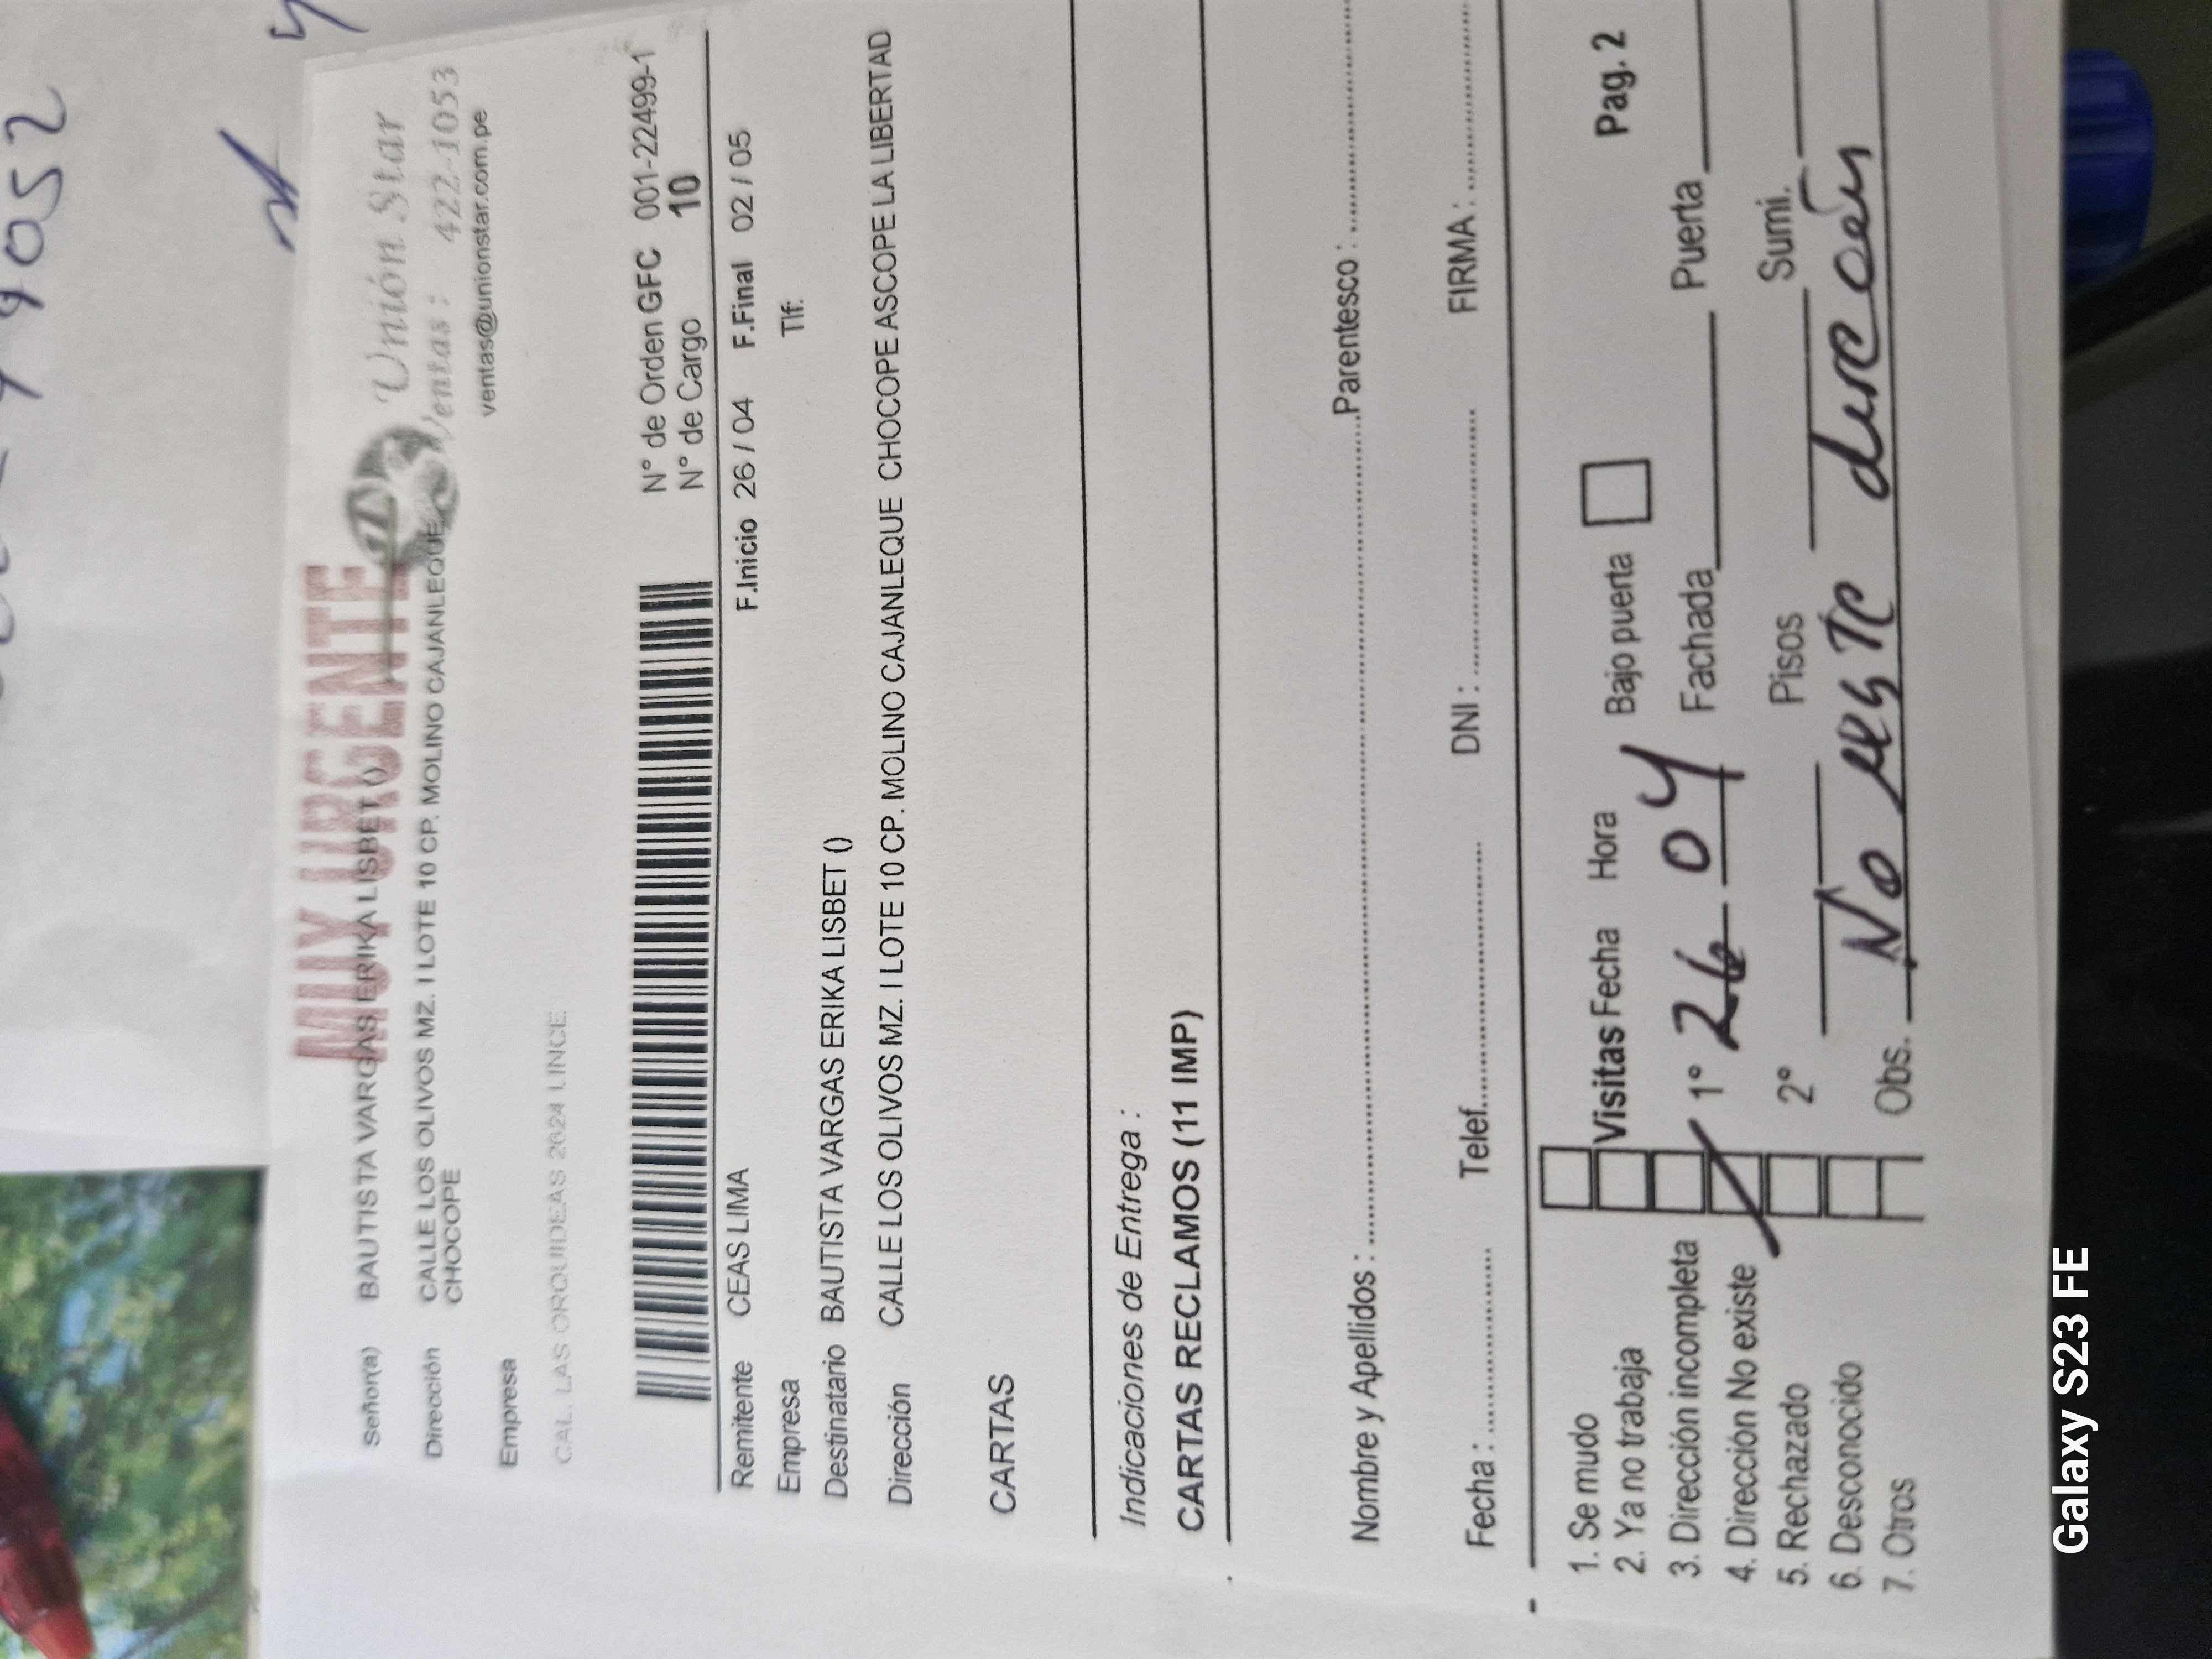 9052
MUY URGENTE
Unión Star
Ventas : 422-1053
ventas@unionstar.com.pe
Señor(a) BAUTISTA VARGAS ERIKA LISBET ()
Dirección CALLE LOS OLIVOS MZ. I LOTE 10 CP. MOLINO CAJANLEQUE
CHOCOPE
Empresa
CAL. LAS ORQUIDEAS 2624 LINCE
N° de Orden GFC 001-22499-1
N° de Cargo 10
Remitente CEAS LIMA F.Inicio 26 / 04 F.Final 02 / 05
Empresa Tlf:
Destinatario BAUTISTA VARGAS ERIKA LISBET ()
Dirección CALLE LOS OLIVOS MZ. I LOTE 10 CP. MOLINO CAJANLEQUE CHOCOPE ASCOPE LA LIBERTAD
CARTAS
Indicaciones de Entrega :
CARTAS RECLAMOS (11 IMP)
Nombre y Apellidos : Parentesco :
Fecha : Telef. DNI : FIRMA :
1. Se mudo
2. Ya no trabaja
3. Dirección incompleta
4. Dirección No existe
5. Rechazado
6. Desconocido
7. Otros
Visitas Fecha Hora Bajo puerta Pag. 2
1° 26 04 Fachada Puerta
2° Pisos Sumi.
Obs. No
Galaxy S23 FE